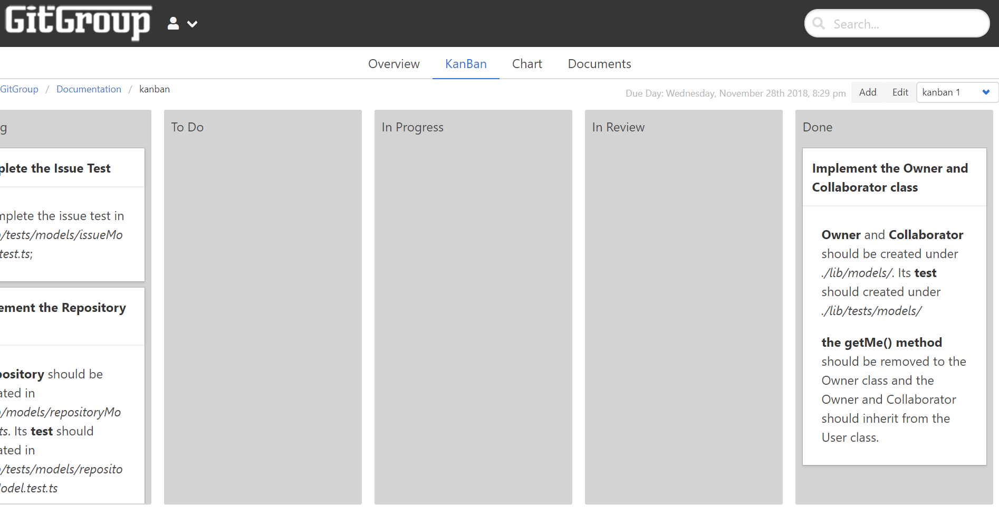 GitGroup
Search...
Overview KanBan Chart Documents
GitGroup / Documentation / kanban
Due Day: Wednesday, November 28th 2018, 8:29 pm Add Edit kanban 1
g
plete the Issue Test
mplete the issue test in
/tests/models/issueMo
test.ts;
ement the Repository
pository should be
ated in
/models/repositoryMo
ts. Its test should
ated in
/tests/models/reposito
odel.test.ts
To Do
In Progress
In Review
Done
Implement the Owner and
Collaborator class
Owner and Collaborator
should be created under
./lib/models/. Its test
should created under
./lib/tests/models/
the getMe() method
should be removed to the
Owner class and the
Owner and Collaborator
should inherit from the
User class.